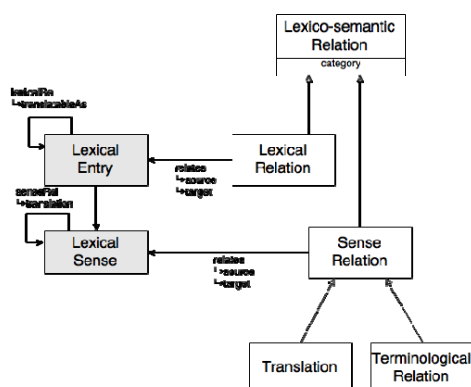 Lexico-semantic
Relation
category
lexicalRe
↳translatableAs
Lexical
Entry
Lexical
Relation
relates
↳source
↳target
senseRel
↳translation
Lexical
Sense
Sense
Relation
relates
↳source
↳target
Translation
Terminological
Relation